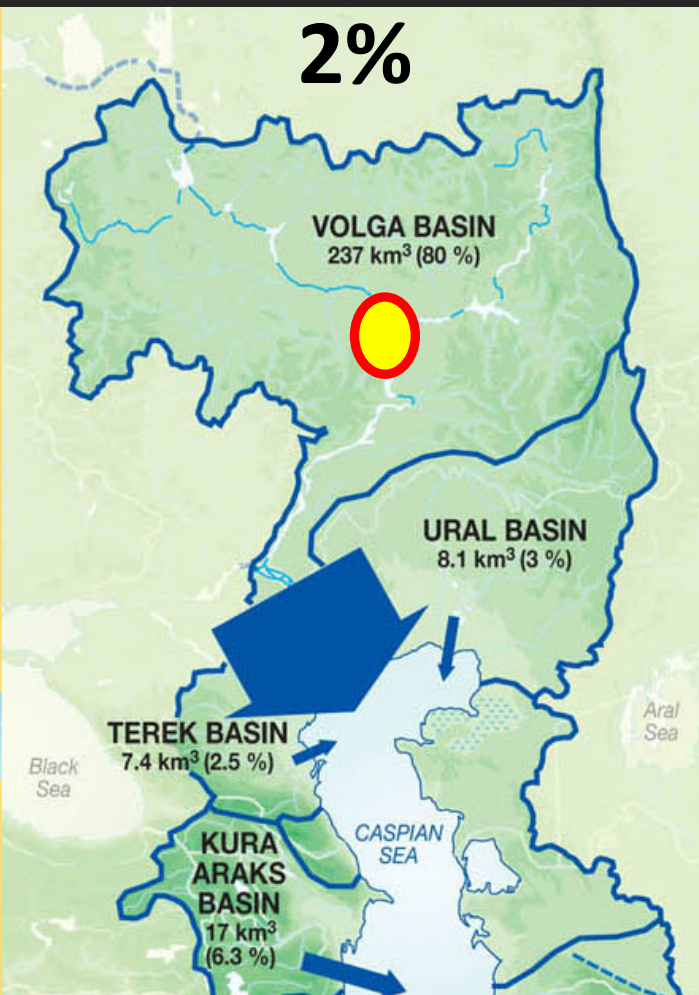 2%
VOLGA BASIN
237 km³ (80 %)
URAL BASIN
8.1 km³ (3 %)
TEREK BASIN
7.4 km³ (2.5 %)
Aral
Sea
Black
Sea
CASPIAN
SEA
KURA
ARAKS
BASIN
17 km³
(6.3 %)